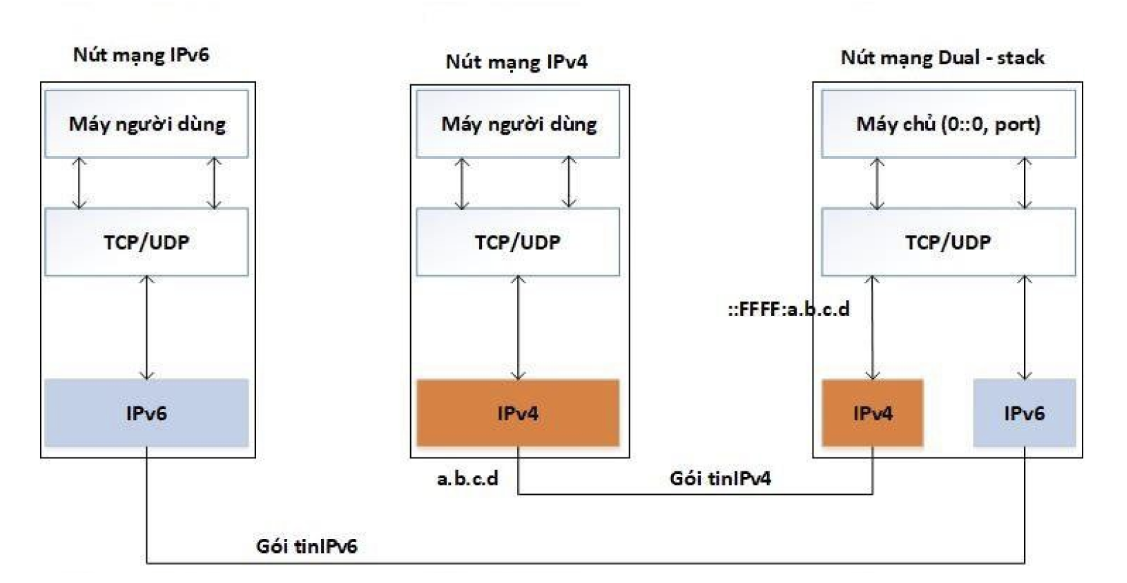 Nút mạng IPv6
Nút mạng IPv4
Nút mạng Dual - stack
Máy người dùng
Máy người dùng
Máy chủ (0::0, port)
TCP/UDP
TCP/UDP
TCP/UDP
::FFFF:a.b.c.d
IPv6
IPv4
IPv4
IPv6
a.b.c.d
Gói tinIPv4
Gói tinIPv6